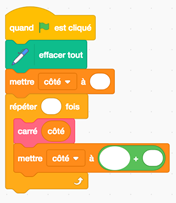 quand est cliqué
effacer tout
mettre côté à
répéter fois
carré côté
mettre côté à +